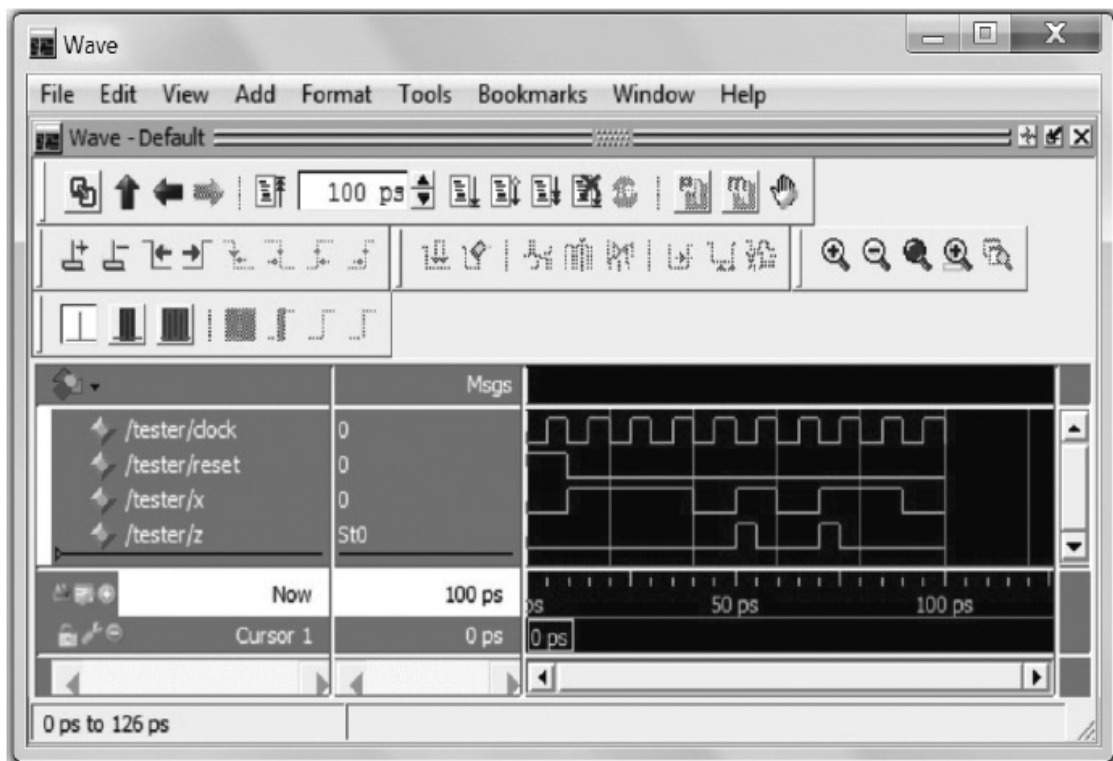 Wave
File Edit View Add Format Tools Bookmarks Window Help
Wave - Default
100 ps
Msgs
/tester/clock 0
/tester/reset 0
/tester/x 0
/tester/z St0
Now 100 ps
50 ps 100 ps
Cursor 1 0 ps 0 ps
0 ps to 126 ps